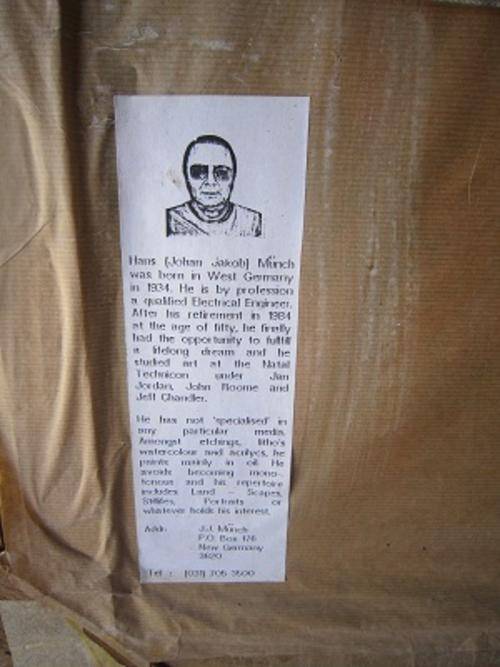 Hans (Johan Jakob) Münch
was born in West Germany
in 1934. He is by profession
a qualified Electrical Engineer.
After his retirement in 1984
at the age of fifty, he finally
had the opportunity to fulfill
a lifelong dream and he
studied art at the Natal
Technicon under Jan
Jordan, John Roome and
Jeff Chandler.
He has not 'specialised' in
any particular media.
Amongst etchings, litho's
watercolour and acrilycs, he
paints mainly in oil. He
avoids becoming mono-
tonous and his repertoire
includes Land - Scapes,
Stillifes, Portraits or
whatever holds his interest.
Addr: J.J. Münch
P.O. Box 176
New Germany
3620
Tel : (031) 705 3500